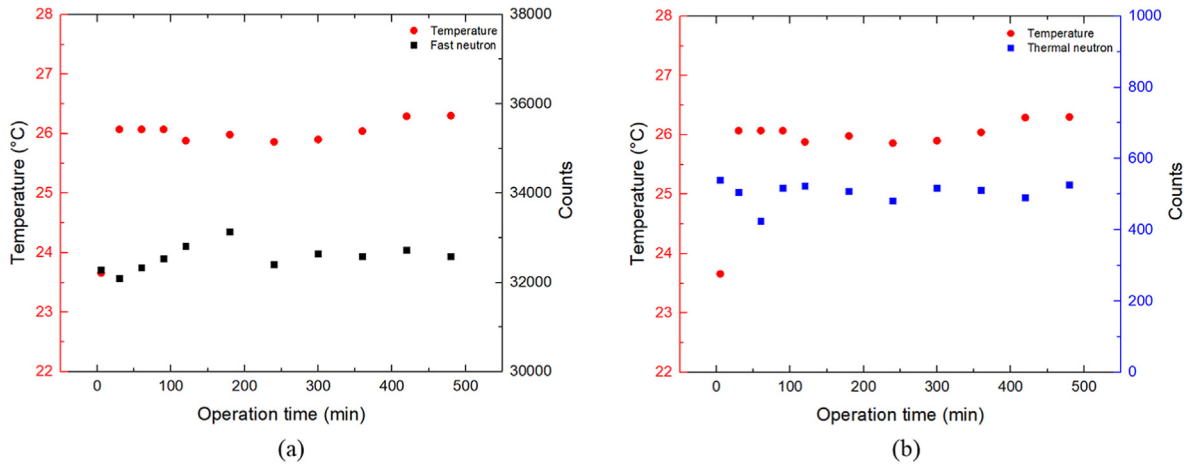 28
27
26
25
24
23
22
Temperature (°C)
Temperature
Fast neutron
38000
36000
34000
32000
30000
Counts
0 100 200 300 400 500
Operation time (min)
(a)
28
27
26
25
24
23
22
Temperature (°C)
Temperature
Thermal neutron
1000
800
600
400
200
0
Counts
0 100 200 300 400 500
Operation time (min)
(b)